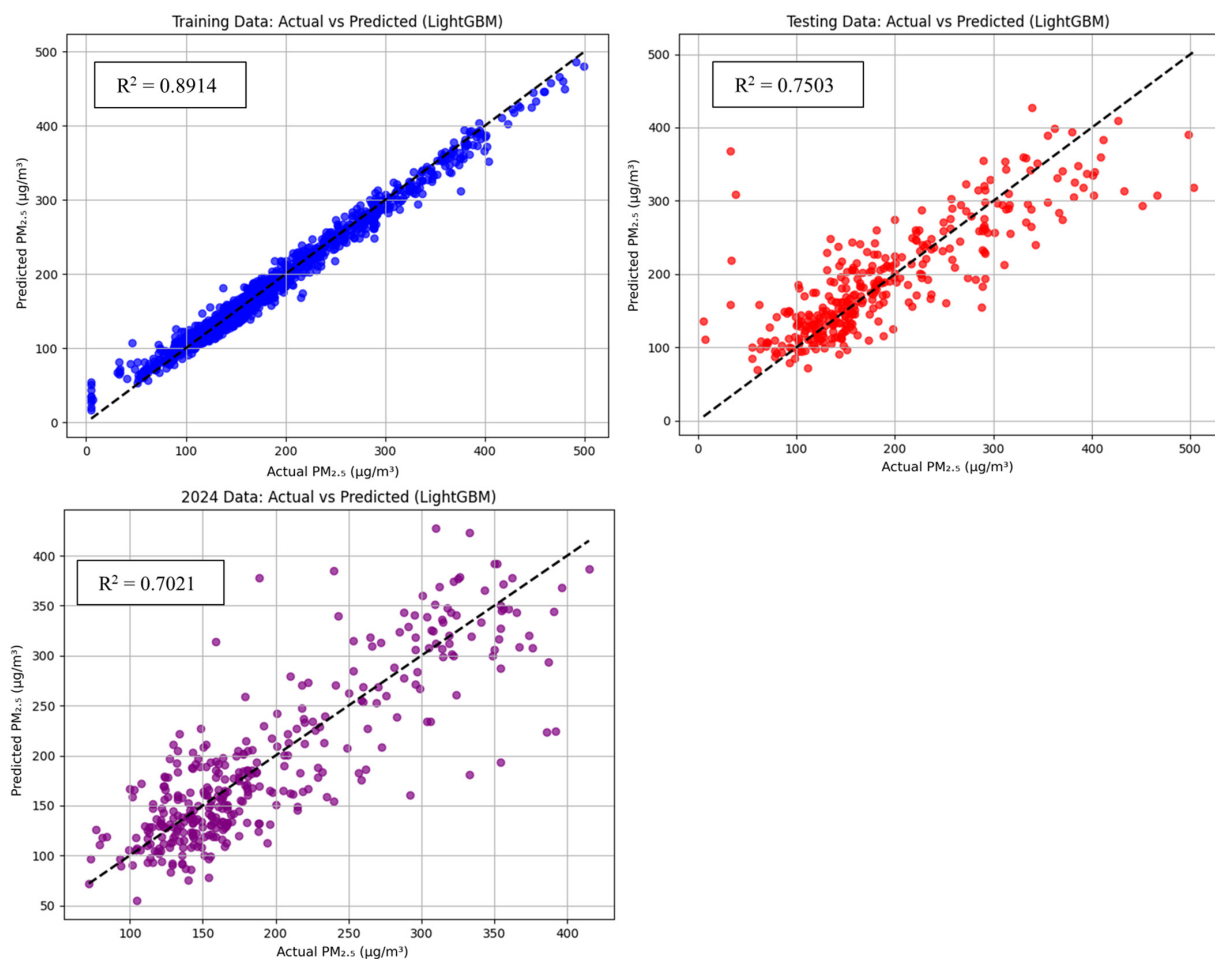 Training Data: Actual vs Predicted (LightGBM)
R² = 0.8914
Predicted PM₂.₅ (µg/m³)
500
400
300
200
100
0
0 100 200 300 400 500
Actual PM₂.₅ (µg/m³)
Testing Data: Actual vs Predicted (LightGBM)
R² = 0.7503
Predicted PM₂.₅ (µg/m³)
500
400
300
200
100
0
0 100 200 300 400 500
Actual PM₂.₅ (µg/m³)
2024 Data: Actual vs Predicted (LightGBM)
R² = 0.7021
Predicted PM₂.₅ (µg/m³)
400
350
300
250
200
150
100
50
100 150 200 250 300 350 400
Actual PM₂.₅ (µg/m³)